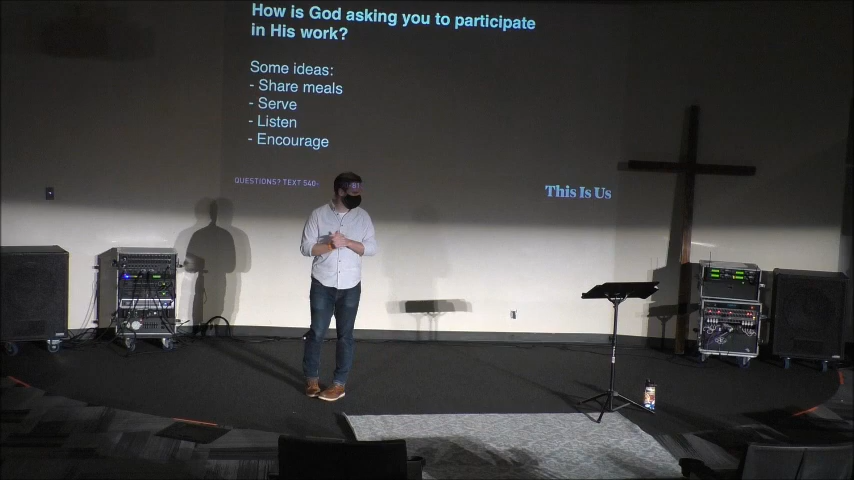 How is God asking you to participate
in His work?
Some ideas:
- Share meals
- Serve
- Listen
- Encourage
QUESTIONS? TEXT 540-
This Is Us